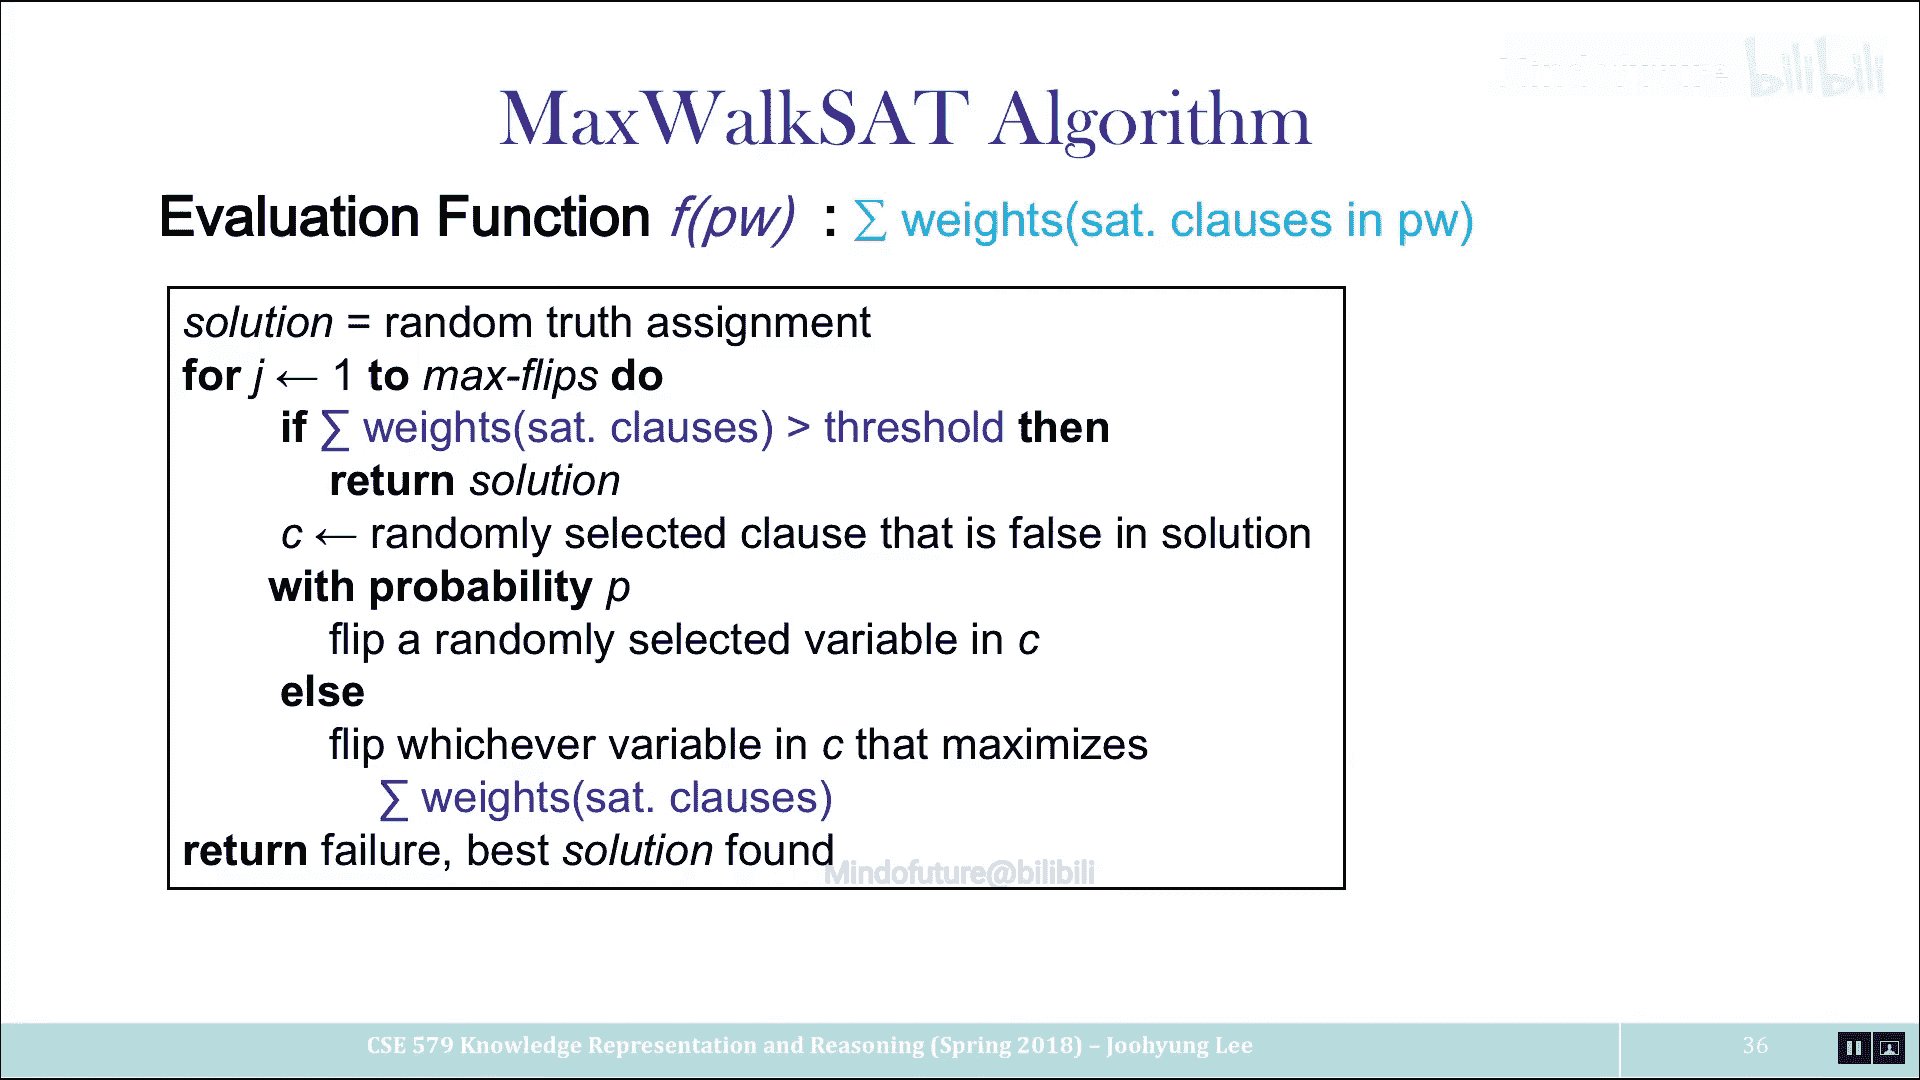 bilibili
MaxWalkSAT Algorithm
Evaluation Function f(pw) : ∑ weights(sat. clauses in pw)
solution = random truth assignment
for j ← 1 to max-flips do
if ∑ weights(sat. clauses) > threshold then
return solution
c ← randomly selected clause that is false in solution
with probability p
flip a randomly selected variable in c
else
flip whichever variable in c that maximizes
∑ weights(sat. clauses)
return failure, best solution found
Mindofuture@bilibili
CSE 579 Knowledge Representation and Reasoning (Spring 2018) – Joohyung Lee
36